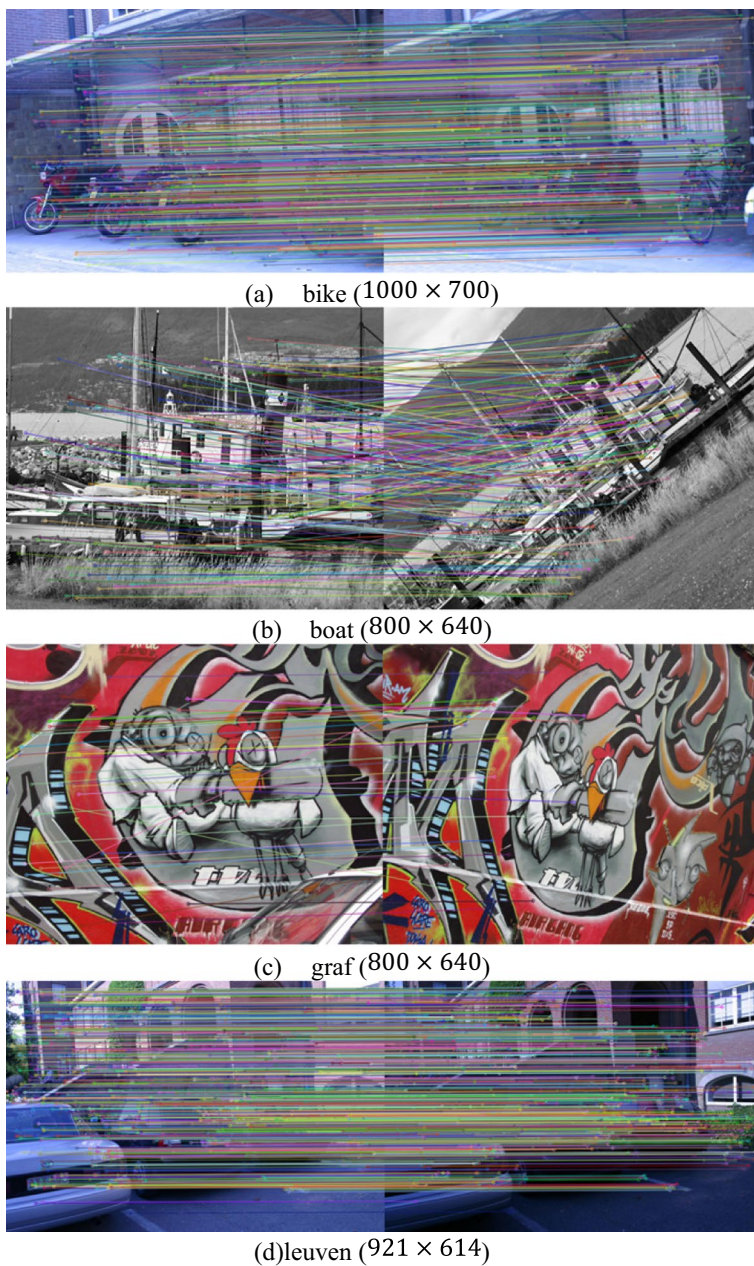 (a) bike (1000 × 700)
(b) boat (800 × 640)
(c) graf (800 × 640)
(d)leuven (921 × 614)